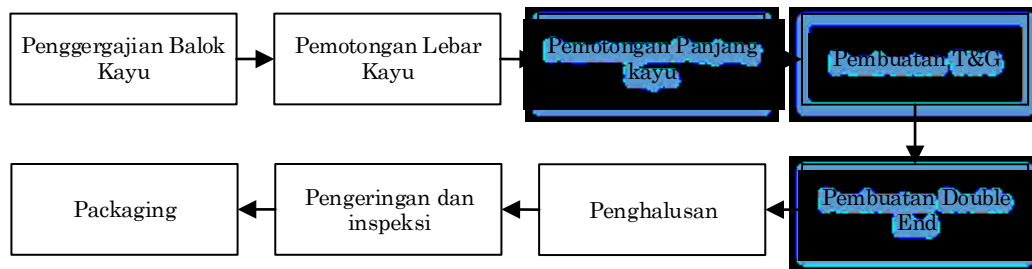 Penggergajian Balok
Kayu
Pemotongan Lebar
Kayu
Pemotongan Panjang
kayu
Pembuatan T&G
Pembuatan Double
End
Penghalusan
Pengeringan dan
inspeksi
Packaging